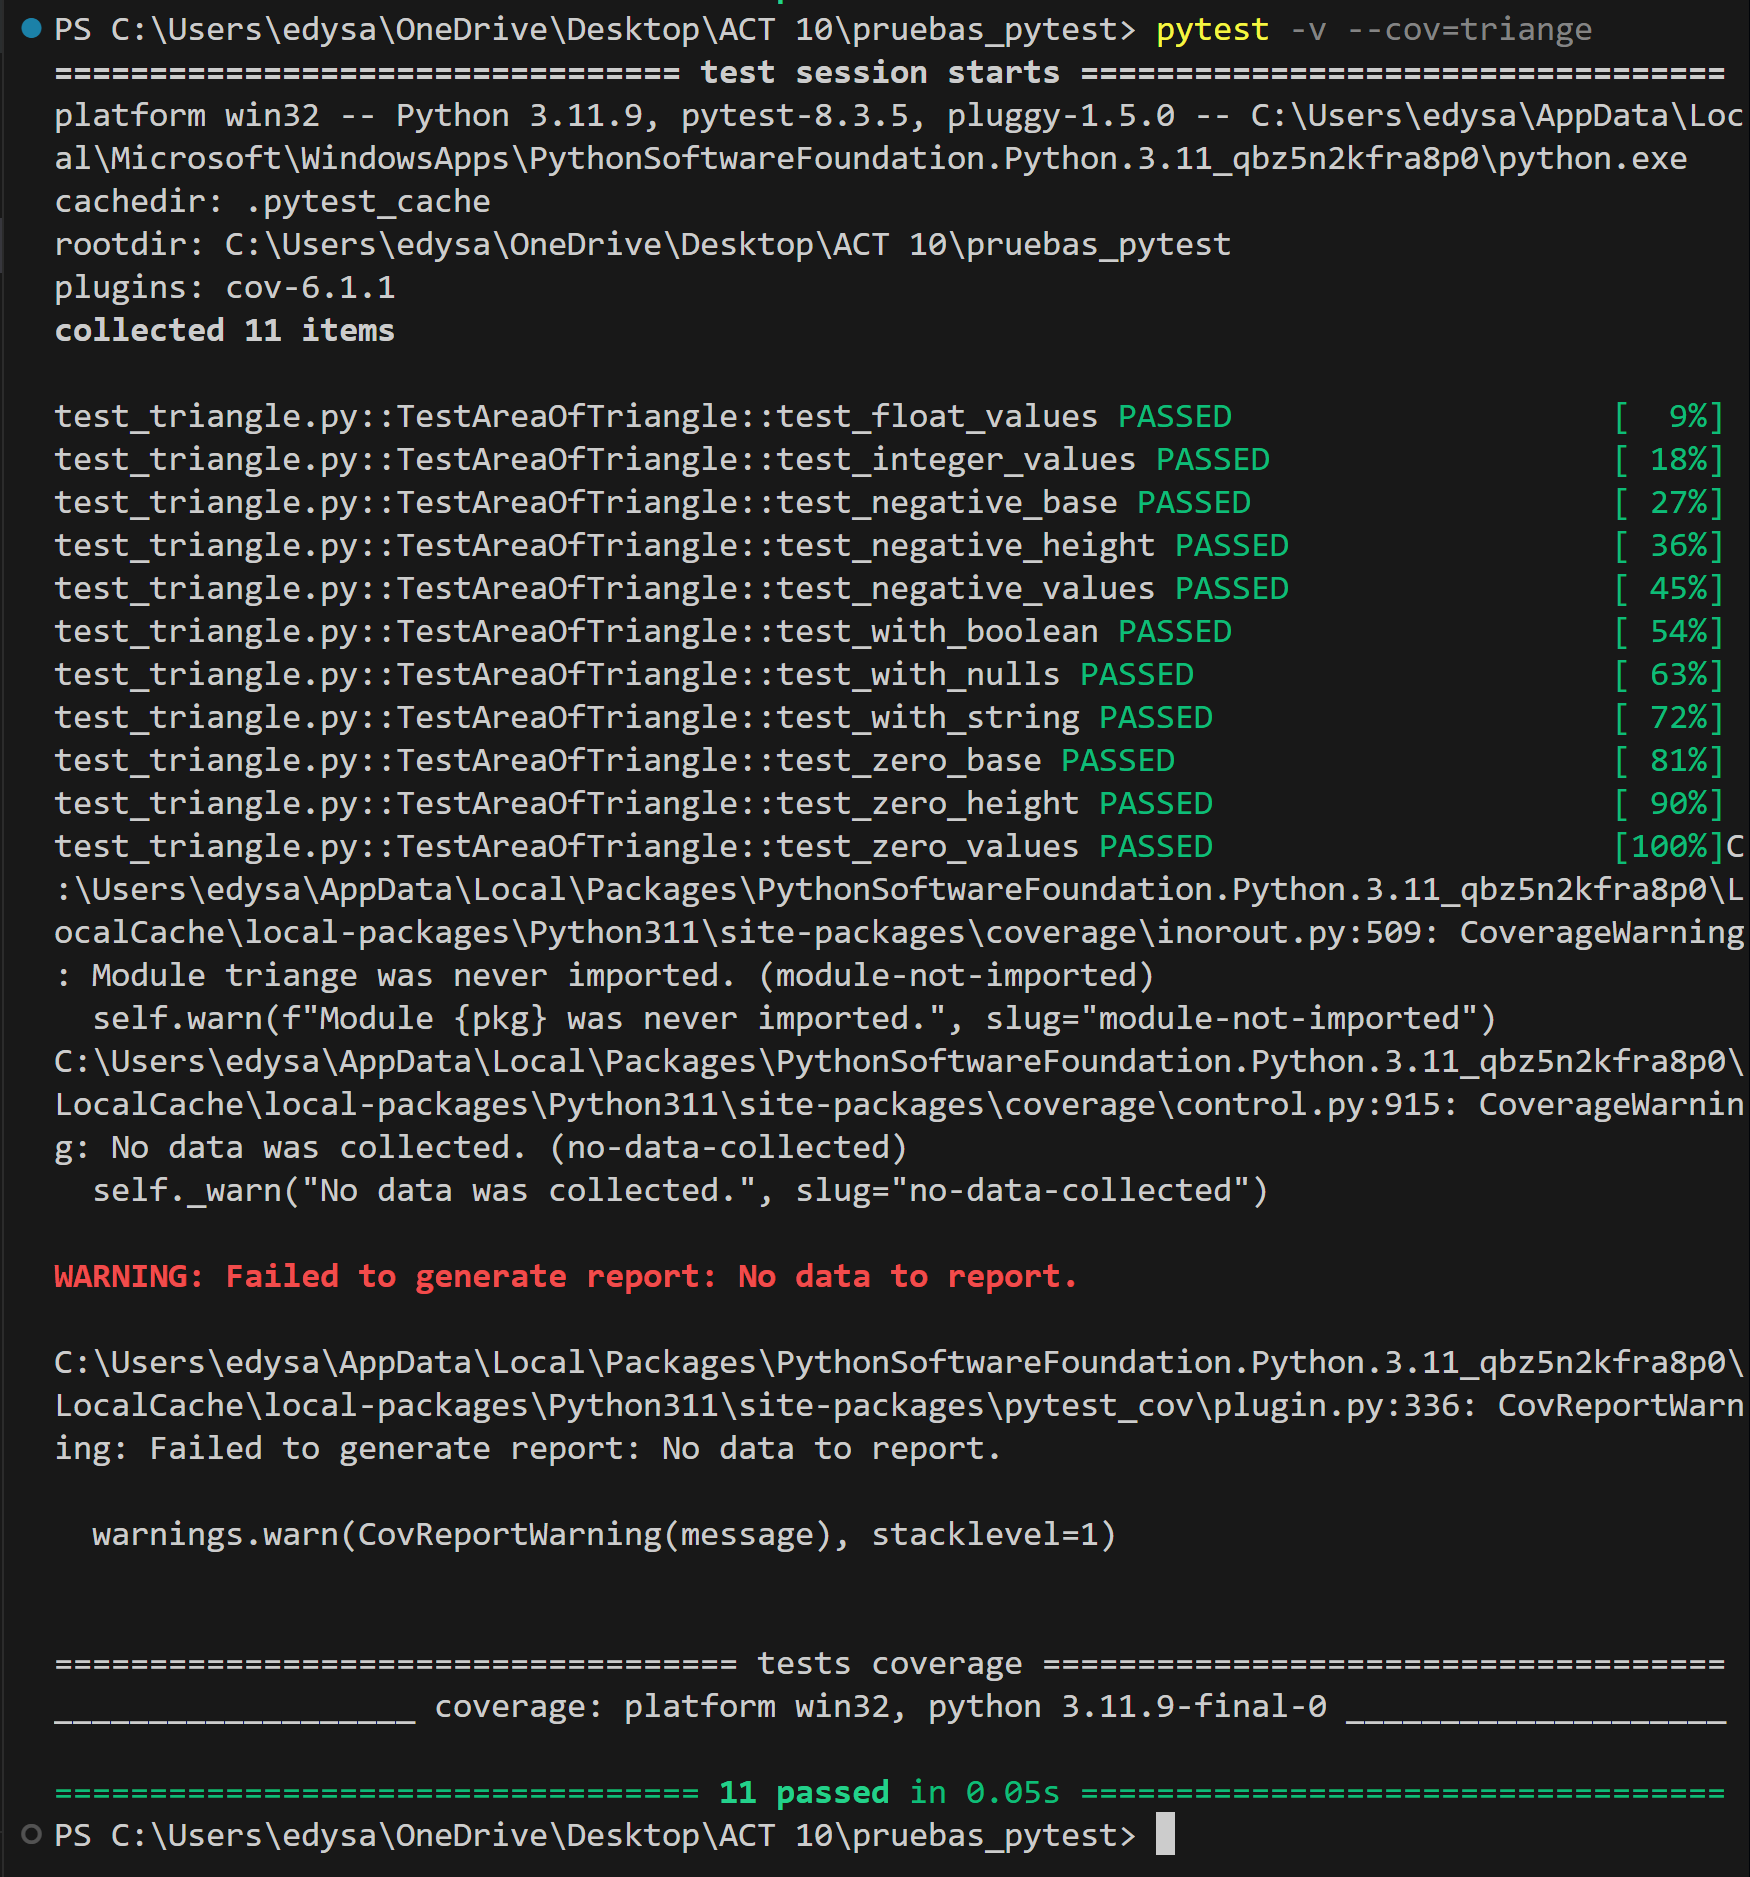 PS C:\Users\edysa\OneDrive\Desktop\ACT 10\pruebas_pytest> pytest -v --cov=triange
================================= test session starts ==================================
platform win32 -- Python 3.11.9, pytest-8.3.5, pluggy-1.5.0 -- C:\Users\edysa\AppData\Loc
al\Microsoft\WindowsApps\PythonSoftwareFoundation.Python.3.11_qbz5n2kfra8p0\python.exe
cachedir: .pytest_cache
rootdir: C:\Users\edysa\OneDrive\Desktop\ACT 10\pruebas_pytest
plugins: cov-6.1.1
collected 11 items
test_triangle.py::TestAreaOfTriangle::test_float_values PASSED                    [  9%]
test_triangle.py::TestAreaOfTriangle::test_integer_values PASSED                  [ 18%]
test_triangle.py::TestAreaOfTriangle::test_negative_base PASSED                   [ 27%]
test_triangle.py::TestAreaOfTriangle::test_negative_height PASSED                 [ 36%]
test_triangle.py::TestAreaOfTriangle::test_negative_values PASSED                 [ 45%]
test_triangle.py::TestAreaOfTriangle::test_with_boolean PASSED                    [ 54%]
test_triangle.py::TestAreaOfTriangle::test_with_nulls PASSED                      [ 63%]
test_triangle.py::TestAreaOfTriangle::test_with_string PASSED                     [ 72%]
test_triangle.py::TestAreaOfTriangle::test_zero_base PASSED                       [ 81%]
test_triangle.py::TestAreaOfTriangle::test_zero_height PASSED                     [ 90%]
test_triangle.py::TestAreaOfTriangle::test_zero_values PASSED                     [100%]C
:\Users\edysa\AppData\Local\Packages\PythonSoftwareFoundation.Python.3.11_qbz5n2kfra8p0\L
ocalCache\local-packages\Python311\site-packages\coverage\inorout.py:509: CoverageWarning
: Module triange was never imported. (module-not-imported)
  self.warn(f"Module {pkg} was never imported.", slug="module-not-imported")
C:\Users\edysa\AppData\Local\Packages\PythonSoftwareFoundation.Python.3.11_qbz5n2kfra8p0\
LocalCache\local-packages\Python311\site-packages\coverage\control.py:915: CoverageWarnin
g: No data was collected. (no-data-collected)
  self._warn("No data was collected.", slug="no-data-collected")
WARNING: Failed to generate report: No data to report.
C:\Users\edysa\AppData\Local\Packages\PythonSoftwareFoundation.Python.3.11_qbz5n2kfra8p0\
LocalCache\local-packages\Python311\site-packages\pytest_cov\plugin.py:336: CovReportWarn
ing: Failed to generate report: No data to report.
  warnings.warn(CovReportWarning(message), stacklevel=1)
==================================== tests coverage ====================================
___________________ coverage: platform win32, python 3.11.9-final-0 ____________________
================================== 11 passed in 0.05s ==================================
PS C:\Users\edysa\OneDrive\Desktop\ACT 10\pruebas_pytest>